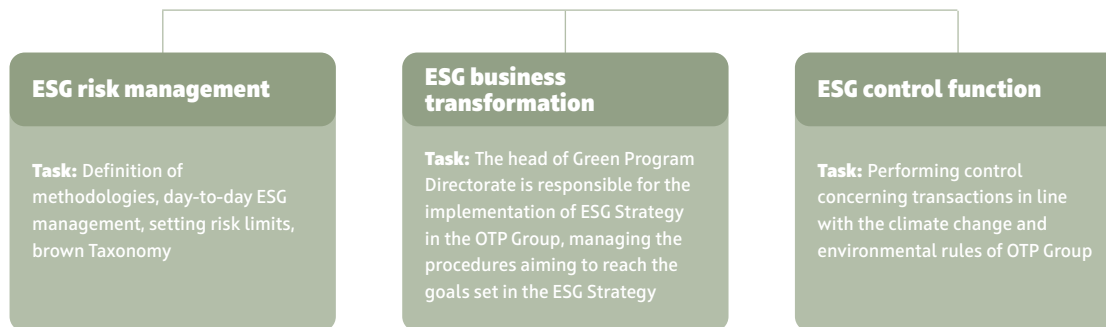 ESG risk management
Task: Definition of
methodologies, day-to-day ESG
management, setting risk limits,
brown Taxonomy
ESG business
transformation
Task: The head of Green Program
Directorate is responsible for the
implementation of ESG Strategy
in the OTP Group, managing the
procedures aiming to reach the
goals set in the ESG Strategy
ESG control function
Task: Performing control
concerning transactions in line
with the climate change and
environmental rules of OTP Group